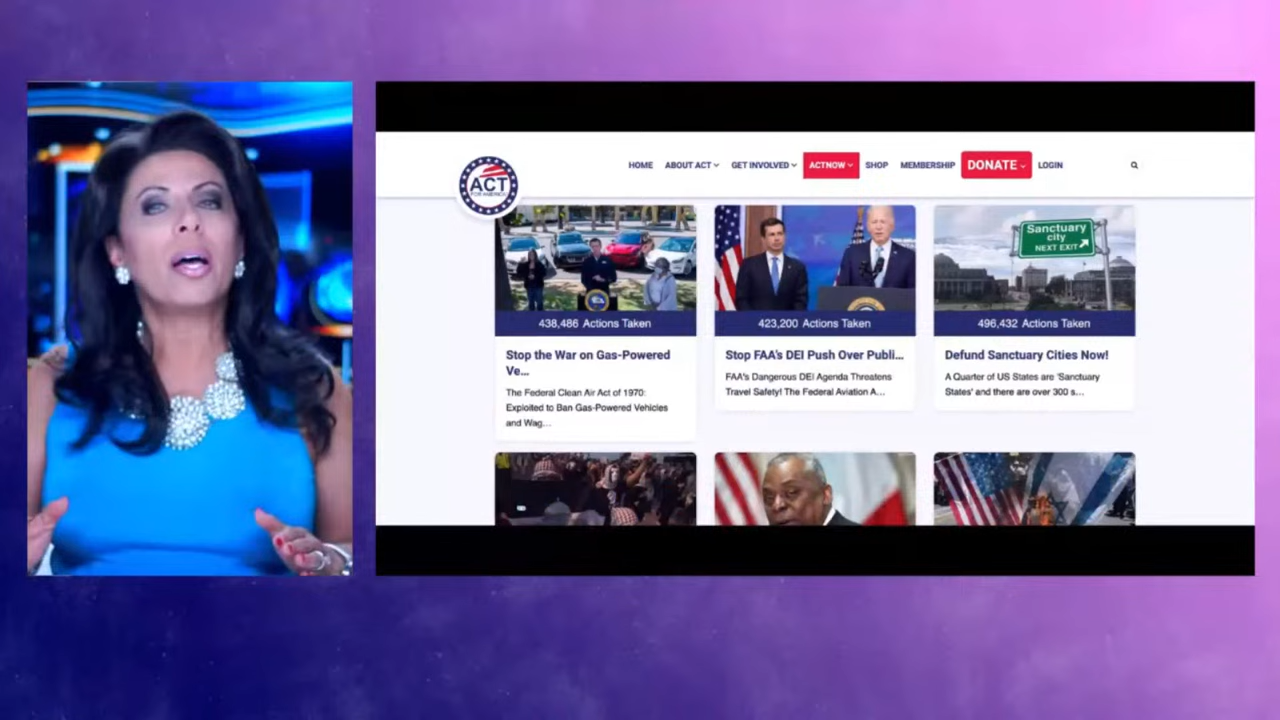 ACT
FOR AMERICA
HOME
ABOUT ACT
GET INVOLVED
ACTNOW
SHOP
MEMBERSHIP
DONATE
LOGIN
Sanctuary
city
NEXT EXIT
438,486 Actions Taken
423,200 Actions Taken
496,432 Actions Taken
Stop the War on Gas-Powered
Ve...
The Federal Clean Air Act of 1970:
Exploited to Ban Gas-Powered Vehicles
and Wag...
Stop FAA's DEI Push Over Publi...
FAA's Dangerous DEI Agenda Threatens
Travel Safety! The Federal Aviation A...
Defund Sanctuary Cities Now!
A Quarter of US States are 'Sanctuary
States' and there are over 300 s...